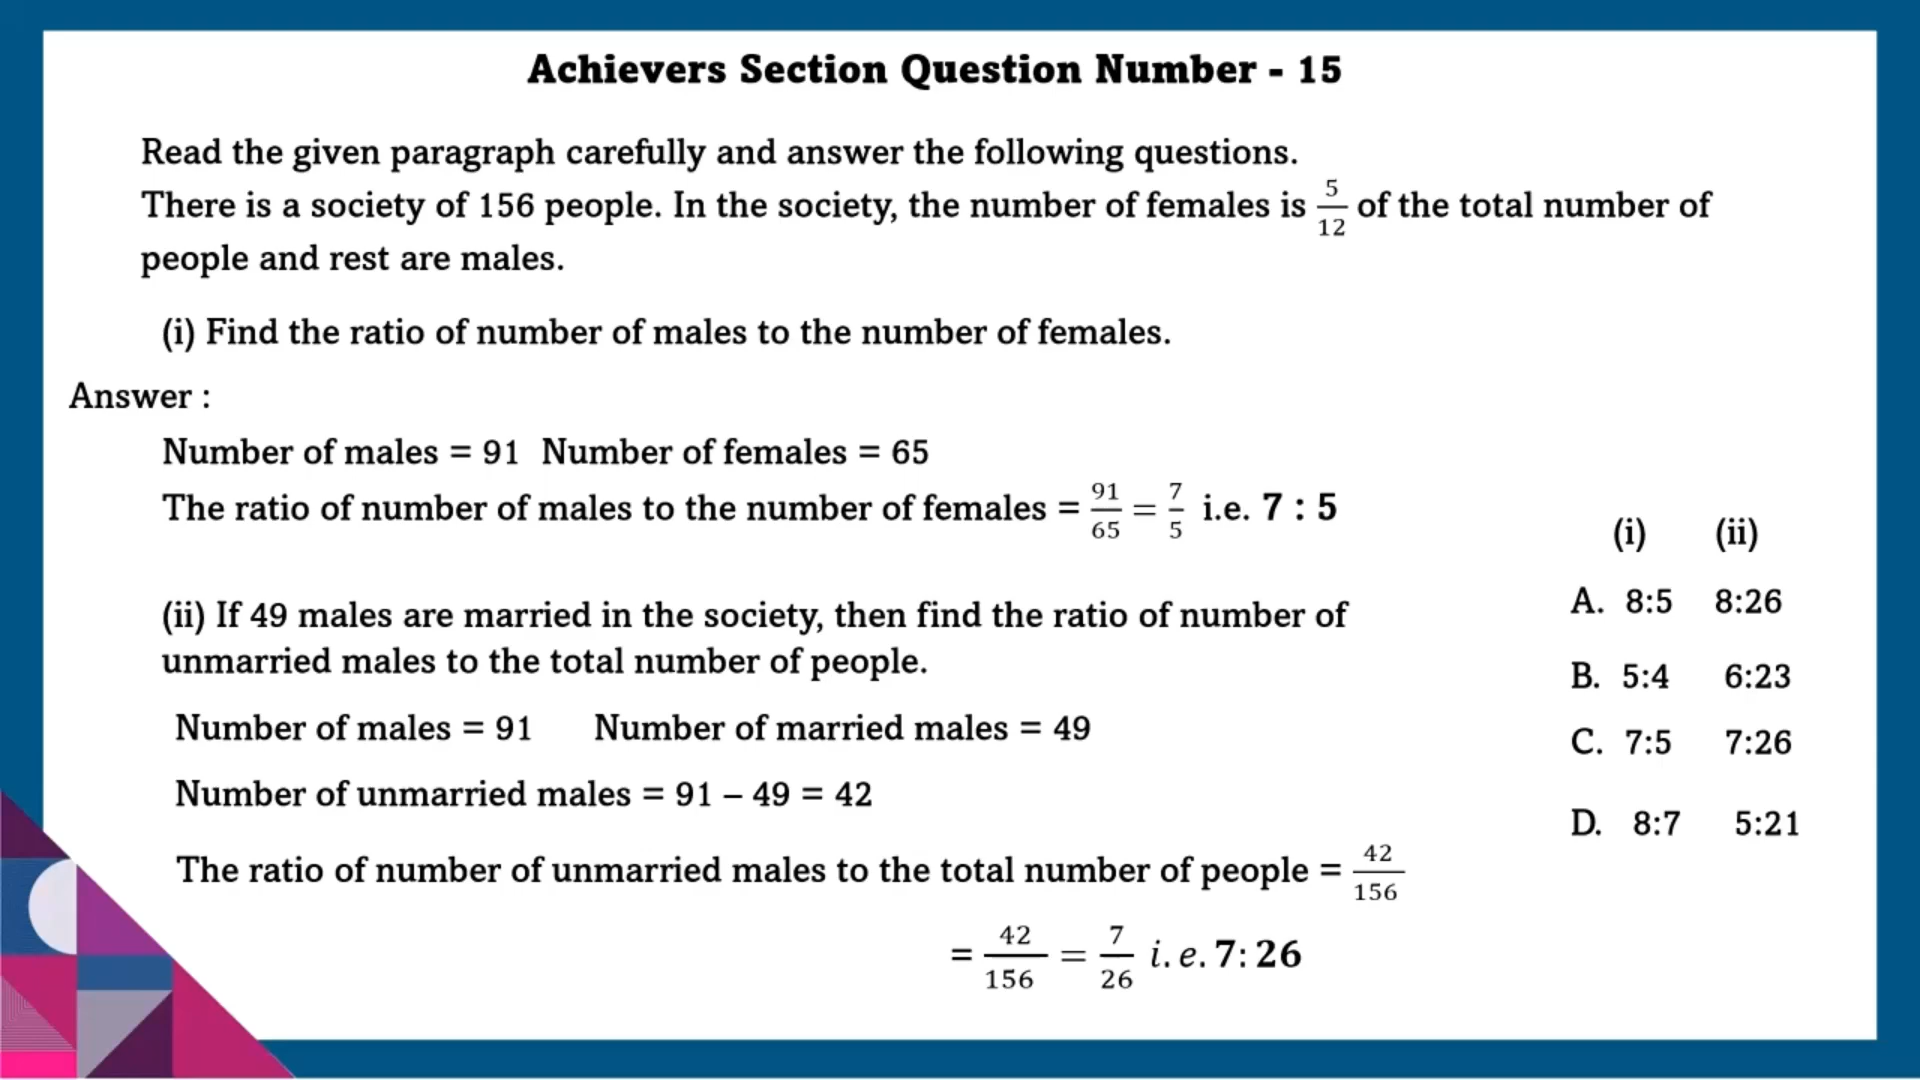 Achievers Section Question Number - 15
Read the given paragraph carefully and answer the following questions.
There is a society of 156 people. In the society, the number of females is 5/12 of the total number of
people and rest are males.
(i) Find the ratio of number of males to the number of females.
Answer :
Number of males = 91 Number of females = 65
The ratio of number of males to the number of females = 91/65 = 7/5 i.e. 7 : 5
(ii) If 49 males are married in the society, then find the ratio of number of
unmarried males to the total number of people.
Number of males = 91 Number of married males = 49
Number of unmarried males = 91 – 49 = 42
The ratio of number of unmarried males to the total number of people = 42/156
= 42/156 = 7/26 i.e. 7: 26
(i) (ii)
A. 8:5 8:26
B. 5:4 6:23
C. 7:5 7:26
D. 8:7 5:21